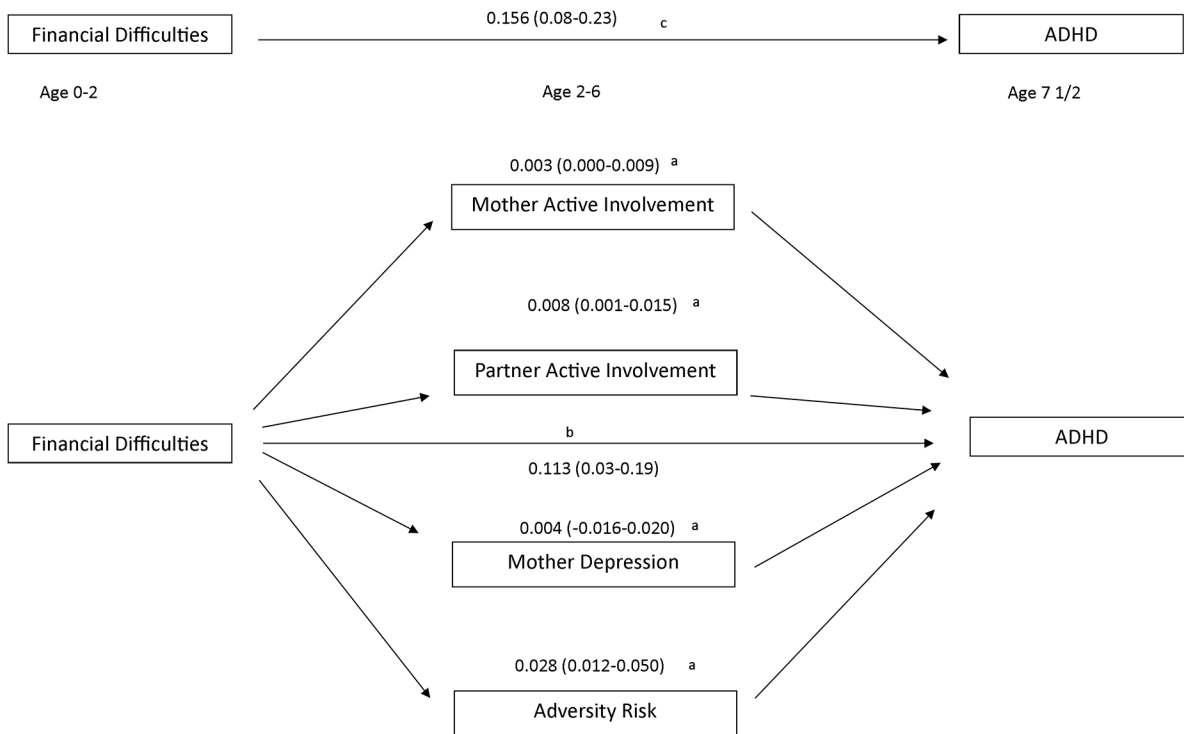 0.156 (0.08-0.23) c
Financial Difficulties
ADHD
Age 0-2
Age 2-6
Age 7 1/2
0.003 (0.000-0.009) a
Mother Active Involvement
0.008 (0.001-0.015) a
Partner Active Involvement
Financial Difficulties
b
ADHD
0.113 (0.03-0.19)
0.004 (-0.016-0.020) a
Mother Depression
0.028 (0.012-0.050) a
Adversity Risk